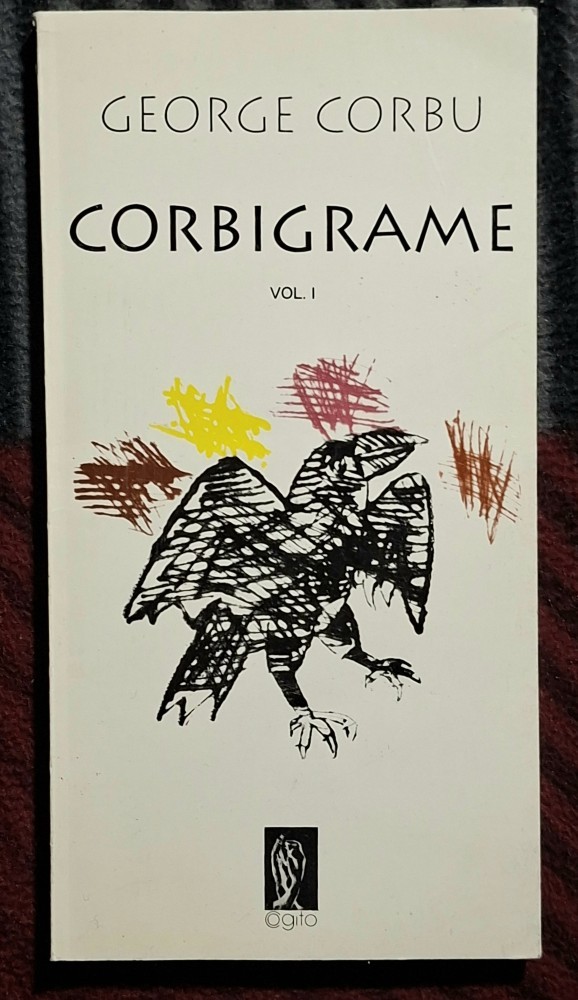 GEORGE CORBU
CORBIGRAME
VOL. I
Cogito